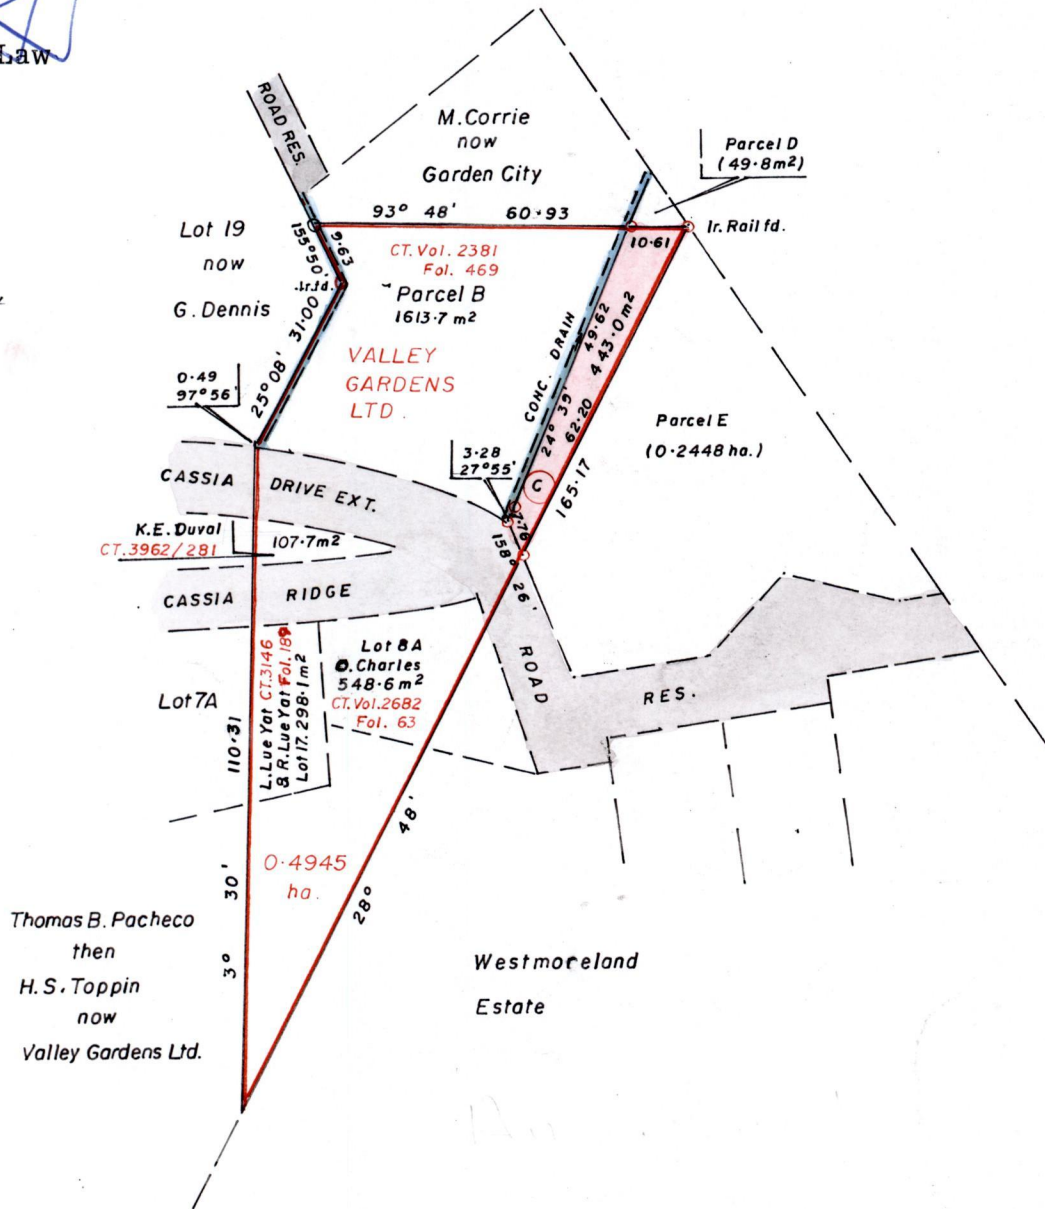 Law
ROAD RES.
M.Corrie
now
Garden City
Parcel D
(49·8m²)
93° 48' 60·93
Ir. Rail fd.
10·61
Lot 19
now
G. Dennis
155° 50'
9·63
Ir.fd.
CT. Vol. 2381
Fol. 469
Parcel B
1613·7 m²
VALLEY
GARDENS
LTD.
25° 08' 31·00
0·49
97° 56'
CONC. DRAIN
24° 39' 49·62
443·0 m²
62·20
165·17
Parcel E
(0·2448 ha.)
3·28
27° 55'
C
7·76
158° 26'
CASSIA DRIVE EXT.
K.E. Duval
CT.3962/281
107·7m²
CASSIA RIDGE
Lot 7A
L.Lue Yat CT.3146
& R.Lue Yat Fol. 189
Lot 17. 298·1m²
Lot 8A
O. Charles
548·6 m²
CT.Vol.2682
Fol. 63
ROAD RES.
3° 30' 110·31
28° 48'
0·4945
ha.
Thomas B. Pacheco
then
H.S. Toppin
now
Valley Gardens Ltd.
Westmoreland
Estate